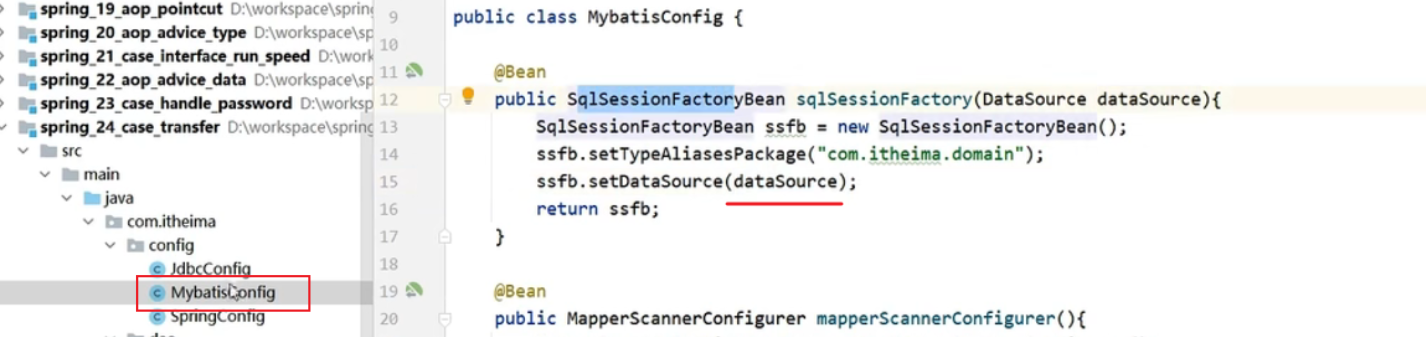 spring_19_aop_pointcut D:\workspace\spring
spring_20_aop_advice_type D:\workspace\sp
spring_21_case_interface_run_speed D:\work
spring_22_aop_advice_data D:\workspace\sp
spring_23_case_handle_password D:\worksp
spring_24_case_transfer D:\workspace\spring
src
main
java
com.itheima
config
JdbcConfig
MybatisConfig
SpringConfig
9 public class MybatisConfig {
10
11 @Bean
12 public SqlSessionFactoryBean sqlSessionFactory(DataSource dataSource){
13 SqlSessionFactoryBean ssfb = new SqlSessionFactoryBean();
14 ssfb.setTypeAliasesPackage("com.itheima.domain");
15 ssfb.setDataSource(dataSource);
16 return ssfb;
17 }
18
19 @Bean
20 public MapperScannerConfigurer mapperScannerConfigurer(){